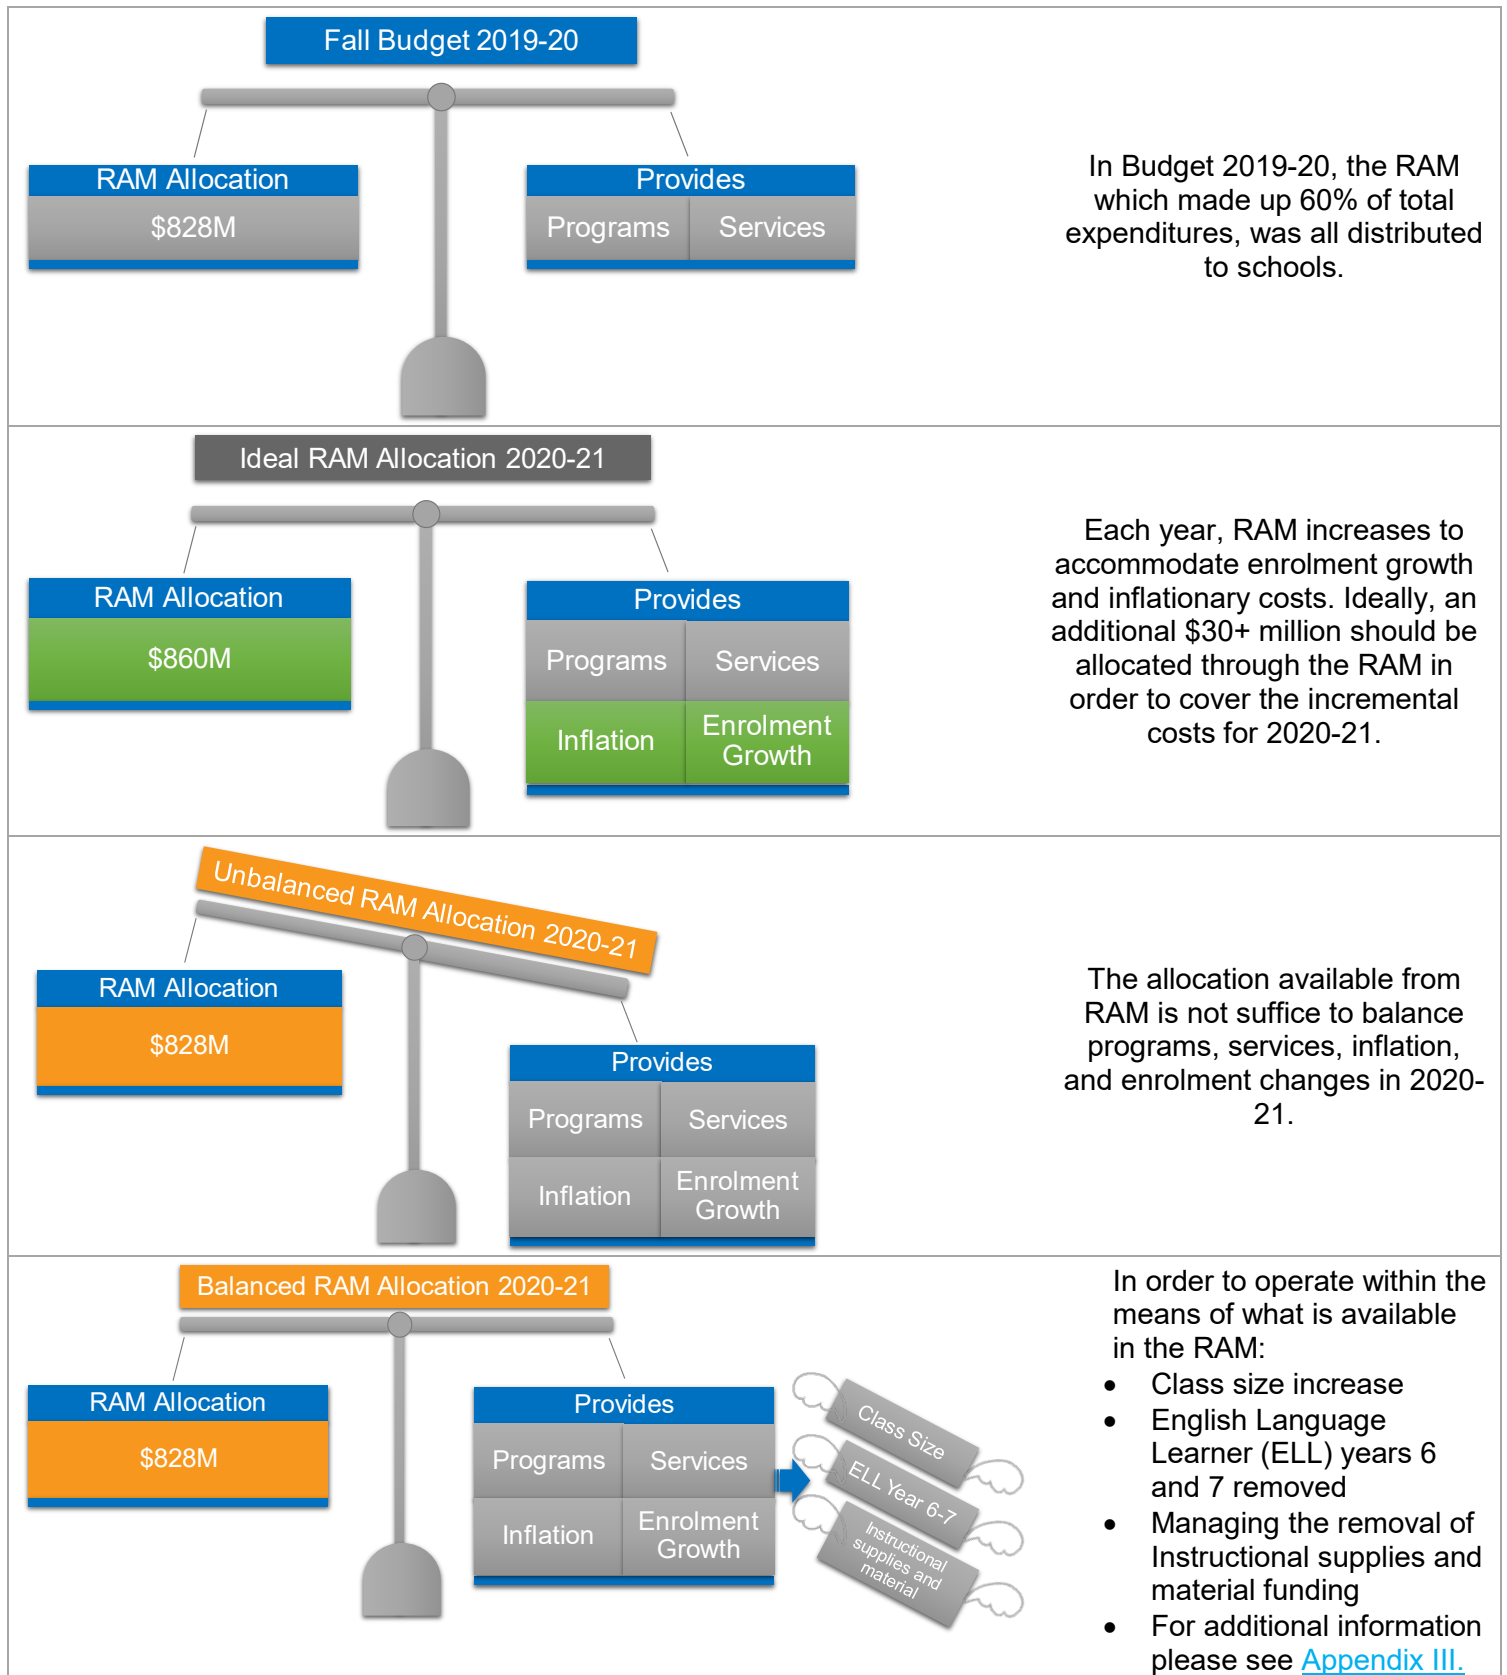 Fall Budget 2019-20
RAM Allocation
$828M
Provides
Programs
Services
In Budget 2019-20, the RAM
which made up 60% of total
expenditures, was all distributed
to schools.
Ideal RAM Allocation 2020-21
RAM Allocation
$860M
Provides
Programs
Services
Inflation
Enrolment
Growth
Each year, RAM increases to
accommodate enrolment growth
and inflationary costs. Ideally, an
additional $30+ million should be
allocated through the RAM in
order to cover the incremental
costs for 2020-21.
Unbalanced RAM Allocation 2020-21
RAM Allocation
$828M
Provides
Programs
Services
Inflation
Enrolment
Growth
The allocation available from
RAM is not suffice to balance
programs, services, inflation,
and enrolment changes in 2020-
21.
Balanced RAM Allocation 2020-21
RAM Allocation
$828M
Provides
Programs
Services
Inflation
Enrolment
Growth
Class Size
ELL Year 6-7
Instructional
supplies and
material
In order to operate within the
means of what is available
in the RAM:
• Class size increase
• English Language
Learner (ELL) years 6
and 7 removed
• Managing the removal of
Instructional supplies and
material funding
• For additional information
please see Appendix III.